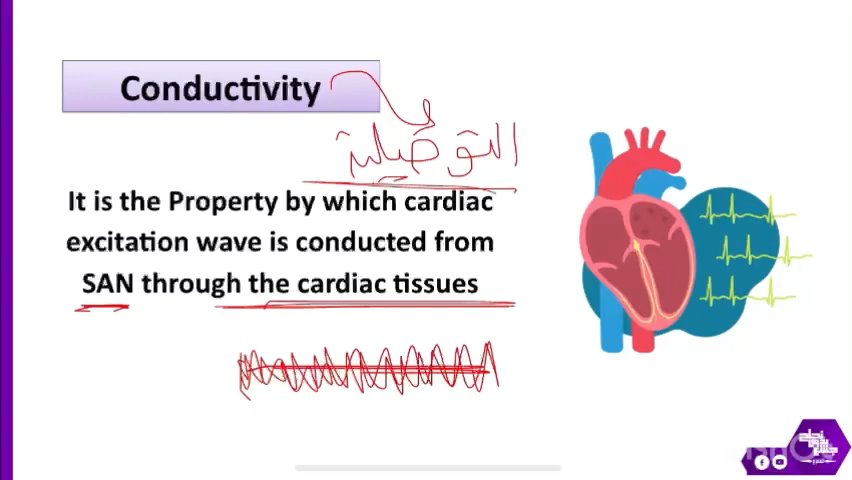 Conductivity
التوصيلية
It is the Property by which cardiac
excitation wave is conducted from
SAN through the cardiac tissues